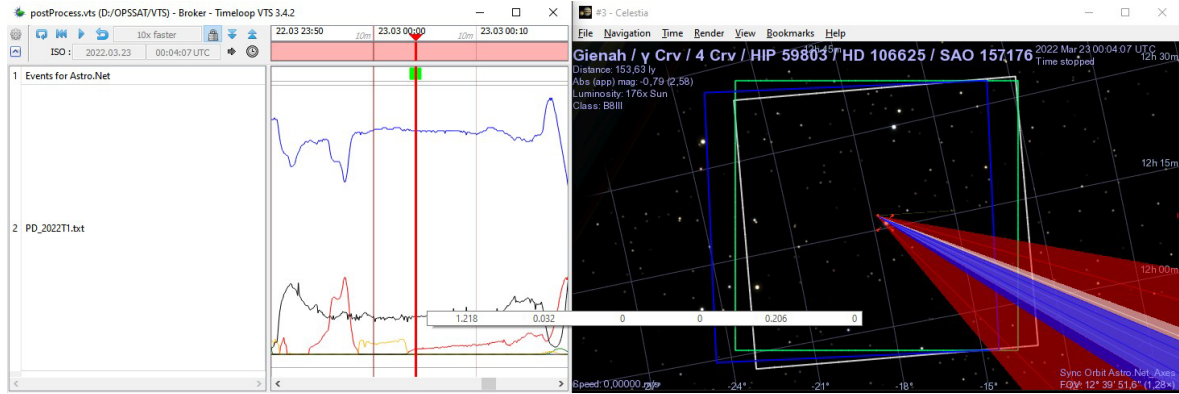 postProcess.vts (D:/OPSSAT/VTS) - Broker - Timeloop VTS 3.4.2
10x faster
ISO : 2022.03.23 00:04:07 UTC
22.03 23:50 10m 23.03 00:00 10m 23.03 00:10
1 Events for Astro.Net
2 PD_2022T1.txt
1.218 0.032 0 0 0.206 0
#3 - Celestia
File Navigation Time Render View Bookmarks Help
12h 45m
Gienah / γ Crv / 4 Crv / HIP 59803 / HD 106625 / SAO 157176
2022 Mar 23 00:04:07 UTC
Time stopped
12h 30m
Distance: 153,63 ly
Abs (app) mag: -0,79 (2,58)
Luminosity: 176x Sun
Class: B8III
12h 15m
12h 00m
Sync Orbit Astro.Net_Axes
Speed: 0,00000 m/s
-24° -21° -18° -15°
FOV: 12° 39' 51,6" (1,28×)